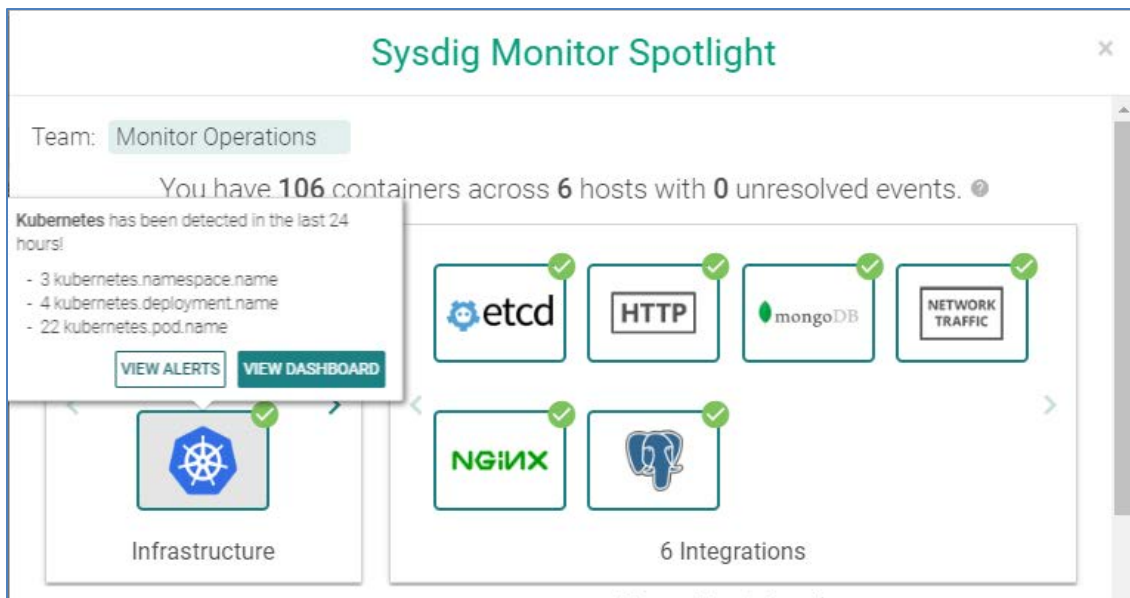 Sysdig Monitor Spotlight
×
Team: Monitor Operations
You have 106 containers across 6 hosts with 0 unresolved events. ?
Kubernetes has been detected in the last 24
hours!
- 3 kubernetes.namespace.name
- 4 kubernetes.deployment.name
- 22 kubernetes.pod.name
VIEW ALERTS VIEW DASHBOARD
etcd
HTTP
mongoDB
NETWORK
TRAFFIC
NGINX
Infrastructure
6 Integrations